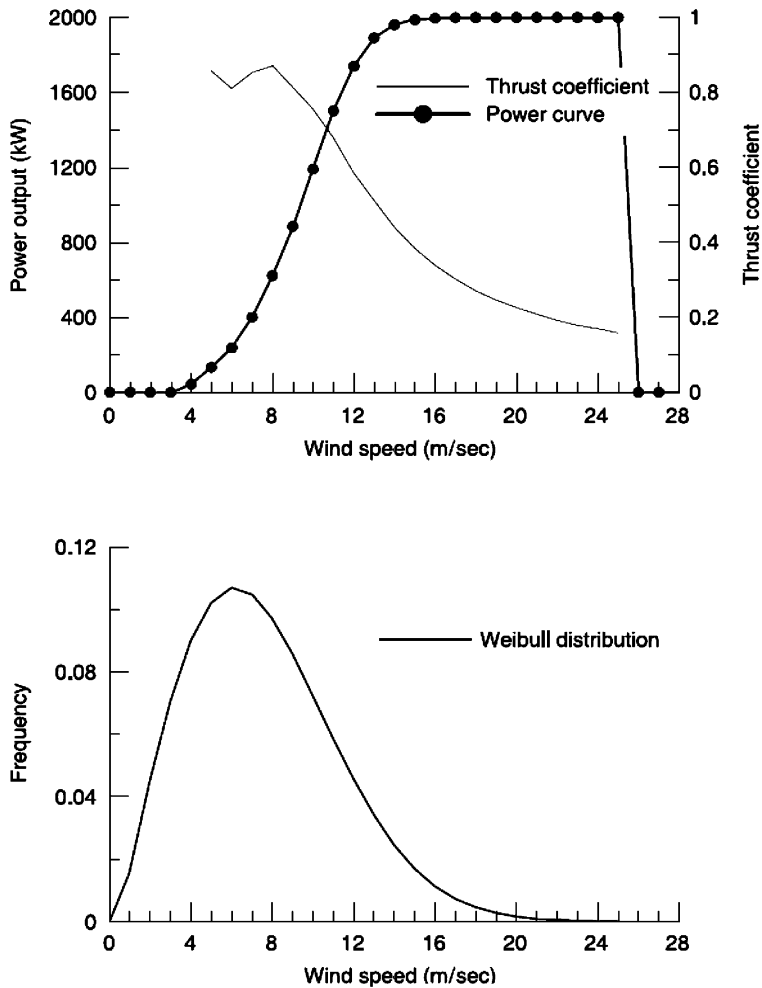 2000
1600
1200
800
400
0
Power output (kW)
1
0.8
0.6
0.4
0.2
0
Thrust coefficient
Thrust coefficient
Power curve
0 4 8 12 16 20 24 28
Wind speed (m/sec)
0.12
0.08
0.04
0
Frequency
Weibull distribution
0 4 8 12 16 20 24 28
Wind speed (m/sec)